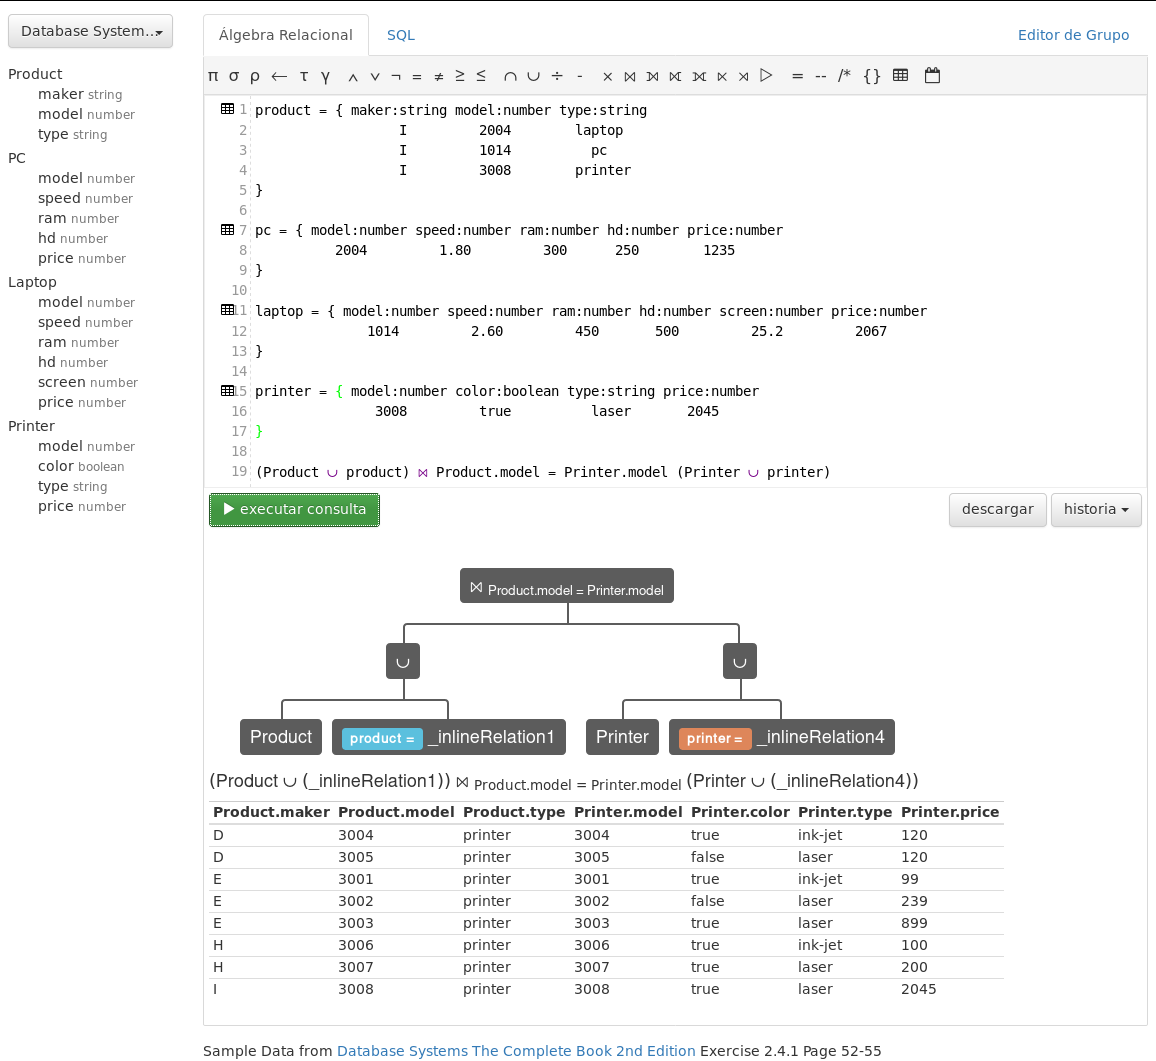 Database System...
Product
maker string
model number
type string
PC
model number
speed number
ram number
hd number
price number
Laptop
model number
speed number
ram number
hd number
screen number
price number
Printer
model number
color boolean
type string
price number
Álgebra Relacional SQL Editor de Grupo
π σ ρ ← τ γ ∧ ∨ ¬ = ≠ ≥ ≤ ∩ ∪ ÷ - × ⋈ ⟕ ⟖ ⟗ ⋉ ⋊ ▷ = -- /* {}
1 product = { maker:string model:number type:string
2 I 2004 laptop
3 I 1014 pc
4 I 3008 printer
5 }
6
7 pc = { model:number speed:number ram:number hd:number price:number
8 2004 1.80 300 250 1235
9 }
10
11 laptop = { model:number speed:number ram:number hd:number screen:number price:number
12 1014 2.60 450 500 25.2 2067
13 }
14
15 printer = { model:number color:boolean type:string price:number
16 3008 true laser 2045
17 }
18
19 (Product ∪ product) ⋈ Product.model = Printer.model (Printer ∪ printer)
▶ executar consulta descargar historia
⋈ Product.model = Printer.model
∪ ∪
Product product = _inlineRelation1 Printer printer = _inlineRelation4
(Product ∪ (_inlineRelation1)) ⋈ Product.model = Printer.model (Printer ∪ (_inlineRelation4))
Product.maker Product.model Product.type Printer.model Printer.color Printer.type Printer.price
D 3004 printer 3004 true ink-jet 120
D 3005 printer 3005 false laser 120
E 3001 printer 3001 true ink-jet 99
E 3002 printer 3002 false laser 239
E 3003 printer 3003 true laser 899
H 3006 printer 3006 true ink-jet 100
H 3007 printer 3007 true laser 200
I 3008 printer 3008 true laser 2045
Sample Data from Database Systems The Complete Book 2nd Edition Exercise 2.4.1 Page 52-55